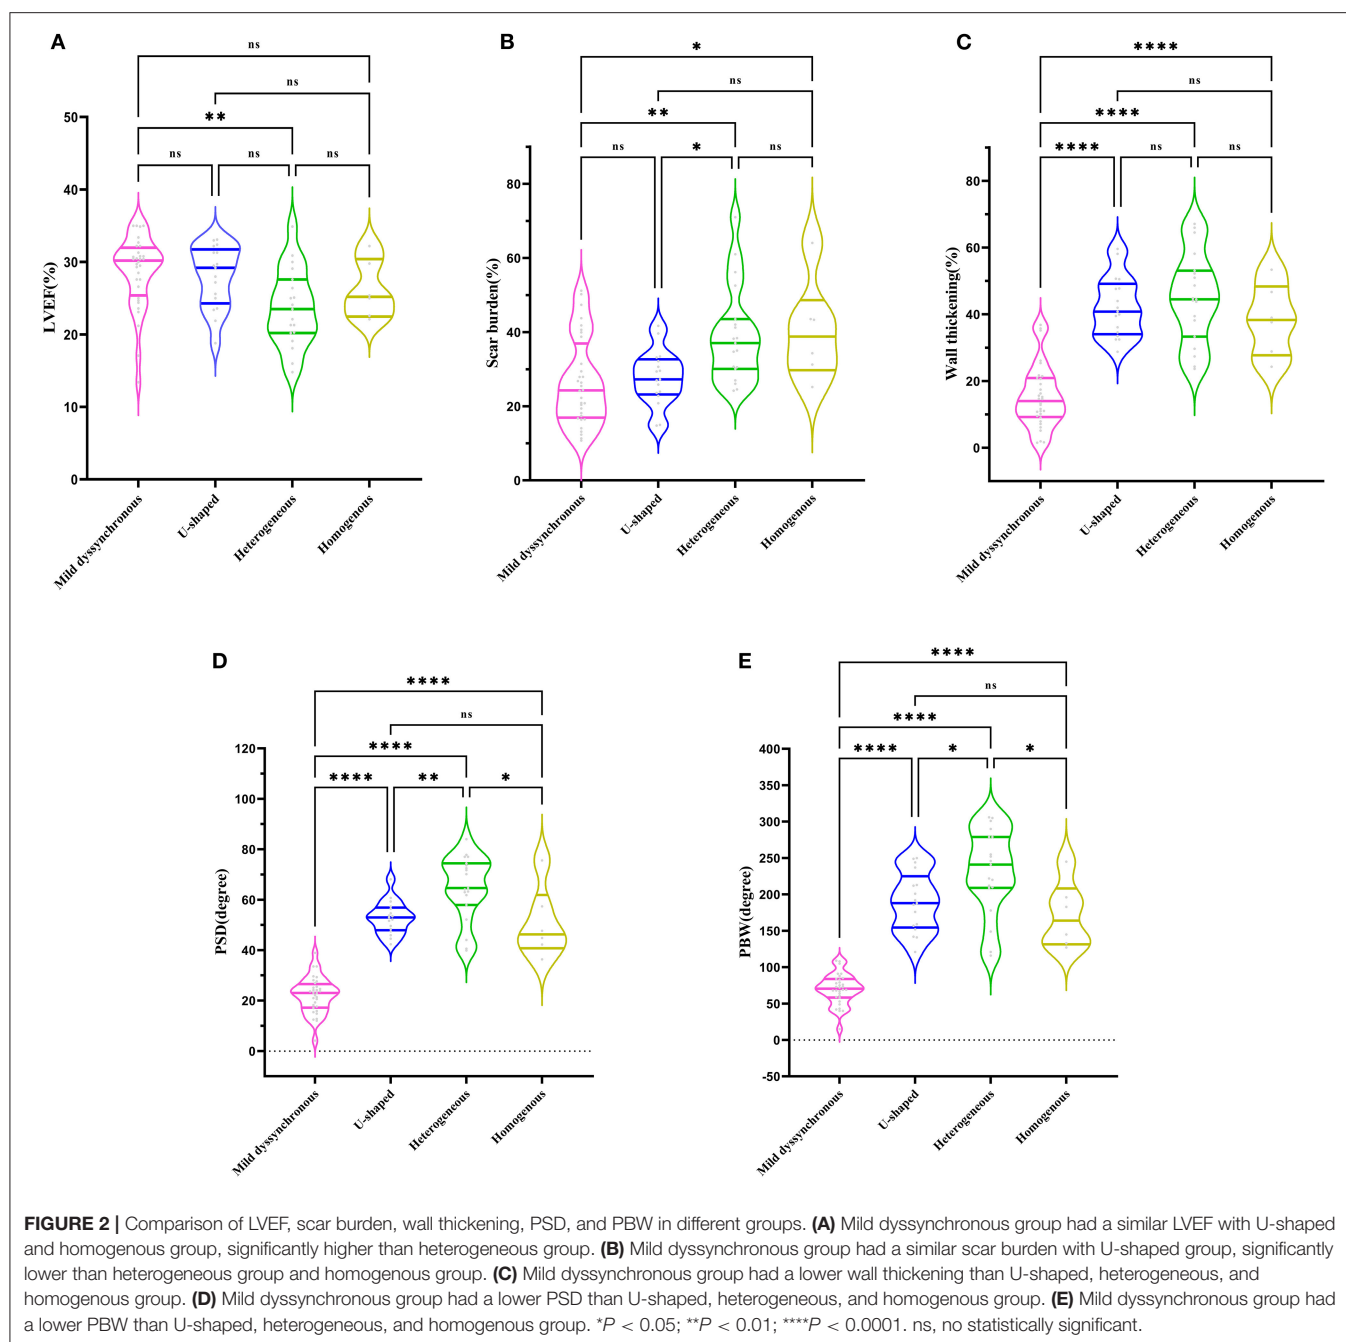 A
ns
ns
**
ns
ns
ns
50
40
30
20
10
0
LVEF(%)
Mild dyssynchronous
U-shaped
Heterogeneous
Homogenous
B
*
ns
**
ns
*
ns
80
60
40
20
0
Scar burden(%)
Mild dyssynchronous
U-shaped
Heterogeneous
Homogenous
C
****
ns
****
****
ns
ns
80
60
40
20
0
Wall thickening(%)
Mild dyssynchronous
U-shaped
Heterogeneous
Homogenous
D
****
ns
****
****
**
*
120
100
80
60
40
20
0
PSD(degree)
Mild dyssynchronous
U-shaped
Heterogeneous
Homogenous
E
****
ns
****
****
*
*
400
350
300
250
200
150
100
50
0
-50
PBW(degree)
Mild dyssynchronous
U-shaped
Heterogeneous
Homogenous
FIGURE 2 | Comparison of LVEF, scar burden, wall thickening, PSD, and PBW in different groups. (A) Mild dyssynchronous group had a similar LVEF with U-shaped
and homogenous group, significantly higher than heterogeneous group. (B) Mild dyssynchronous group had a similar scar burden with U-shaped group, significantly
lower than heterogeneous group and homogenous group. (C) Mild dyssynchronous group had a lower wall thickening than U-shaped, heterogeneous, and
homogenous group. (D) Mild dyssynchronous group had a lower PSD than U-shaped, heterogeneous, and homogenous group. (E) Mild dyssynchronous group had
a lower PBW than U-shaped, heterogeneous, and homogenous group. *P < 0.05; **P < 0.01; ****P < 0.0001. ns, no statistically significant.